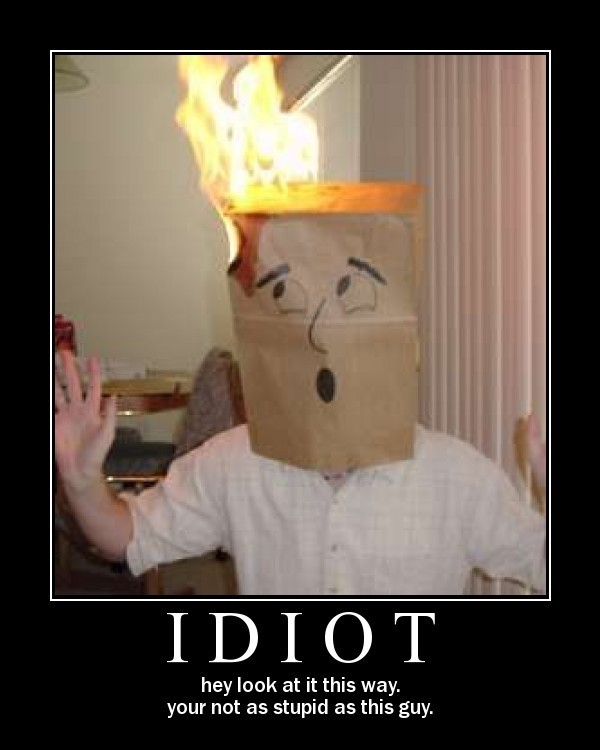 IDIOT
hey look at it this way.
your not as stupid as this guy.